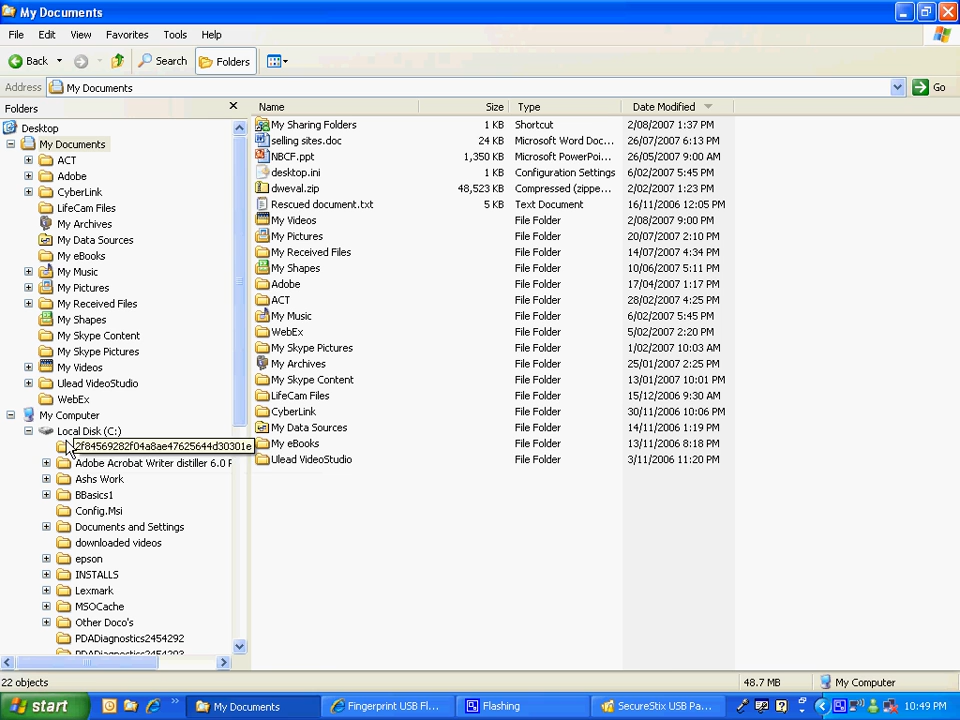 My Documents
File Edit View Favorites Tools Help
Back Search Folders
Address My Documents Go
Folders
Name Size Type Date Modified
Desktop
My Documents
ACT
Adobe
CyberLink
LifeCam Files
My Archives
My Data Sources
My eBooks
My Music
My Pictures
My Received Files
My Shapes
My Skype Content
My Skype Pictures
My Videos
Ulead VideoStudio
WebEx
My Computer
Local Disk (C:)
2f84569282f04a8ae47625644d30301e
Adobe Acrobat Writer distiller 6.0 F
Ashs Work
BBasics1
Config.Msi
Documents and Settings
downloaded videos
epson
INSTALLS
Lexmark
MSOCache
Other Doco's
PDADiagnostics2454292
My Sharing Folders 1 KB Shortcut 2/08/2007 1:37 PM
selling sites.doc 24 KB Microsoft Word Doc... 26/07/2007 6:13 PM
NBCF.ppt 1,350 KB Microsoft PowerPoi... 26/05/2007 9:00 AM
desktop.ini 1 KB Configuration Settings 6/02/2007 5:45 PM
dweval.zip 48,523 KB Compressed (zippe... 2/02/2007 1:23 PM
Rescued document.txt 5 KB Text Document 16/11/2006 12:05 PM
My Videos File Folder 2/08/2007 9:00 PM
My Pictures File Folder 20/07/2007 2:10 PM
My Received Files File Folder 14/07/2007 4:34 PM
My Shapes File Folder 10/06/2007 5:11 PM
Adobe File Folder 17/04/2007 1:17 PM
ACT File Folder 28/02/2007 4:25 PM
My Music File Folder 6/02/2007 5:45 PM
WebEx File Folder 5/02/2007 2:20 PM
My Skype Pictures File Folder 1/02/2007 10:03 AM
My Archives File Folder 25/01/2007 2:25 PM
My Skype Content File Folder 13/01/2007 10:01 PM
LifeCam Files File Folder 15/12/2006 9:30 AM
CyberLink File Folder 30/11/2006 10:06 PM
My Data Sources File Folder 14/11/2006 1:19 PM
My eBooks File Folder 13/11/2006 8:18 PM
Ulead VideoStudio File Folder 3/11/2006 11:20 PM
22 objects 48.7 MB My Computer
start My Documents Fingerprint USB Fl... Flashing SecureStix USB Pa... 10:49 PM